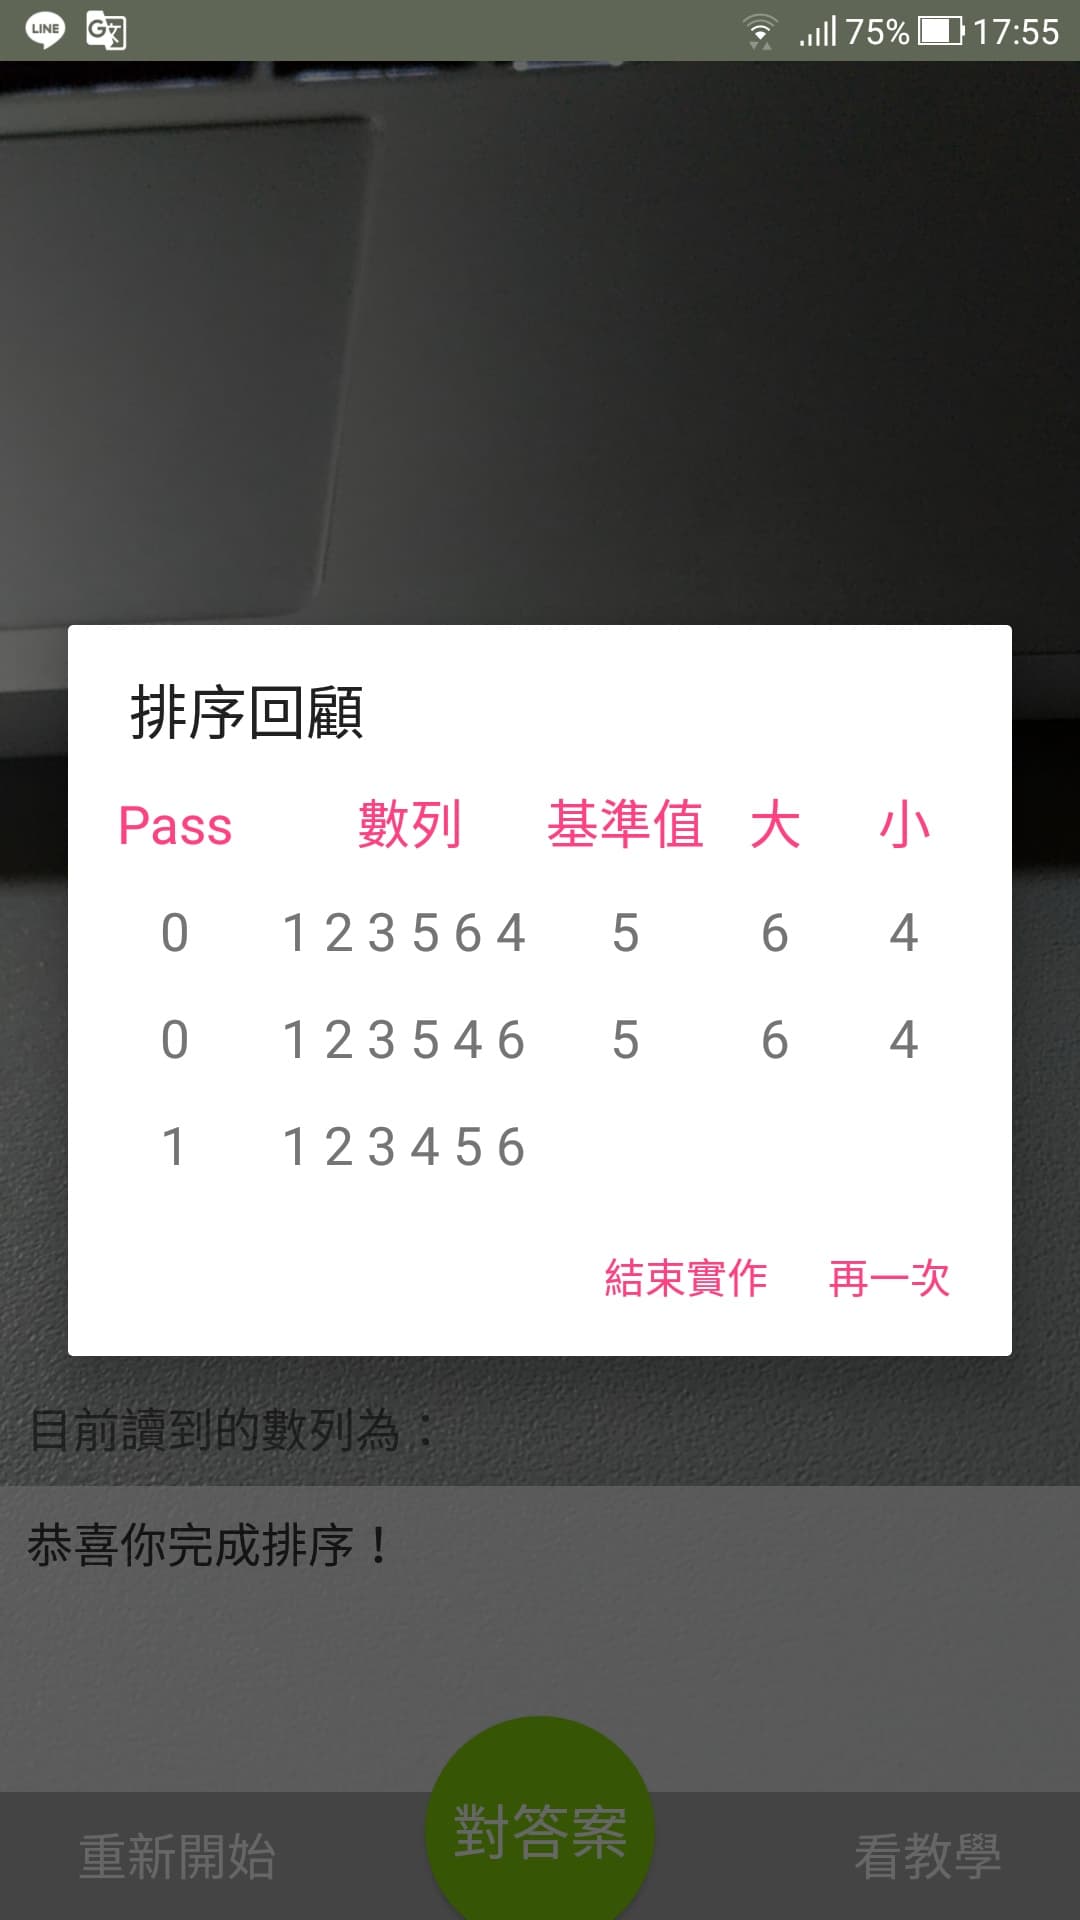 LINE
G文
75% 17:55
排序回顧
Pass 數列 基準值 大 小
0 1 2 3 5 6 4 5 6 4
0 1 2 3 5 4 6 5 6 4
1 1 2 3 4 5 6
結束實作 再一次
目前讀到的數列為：
恭喜你完成排序！
重新開始 對答案 看教學